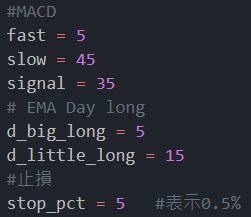 #MACD
fast = 5
slow = 45
signal = 35
# EMA Day long
d_big_long = 5
d_little_long = 15
#止損
stop_pct = 5   #表示0.5%